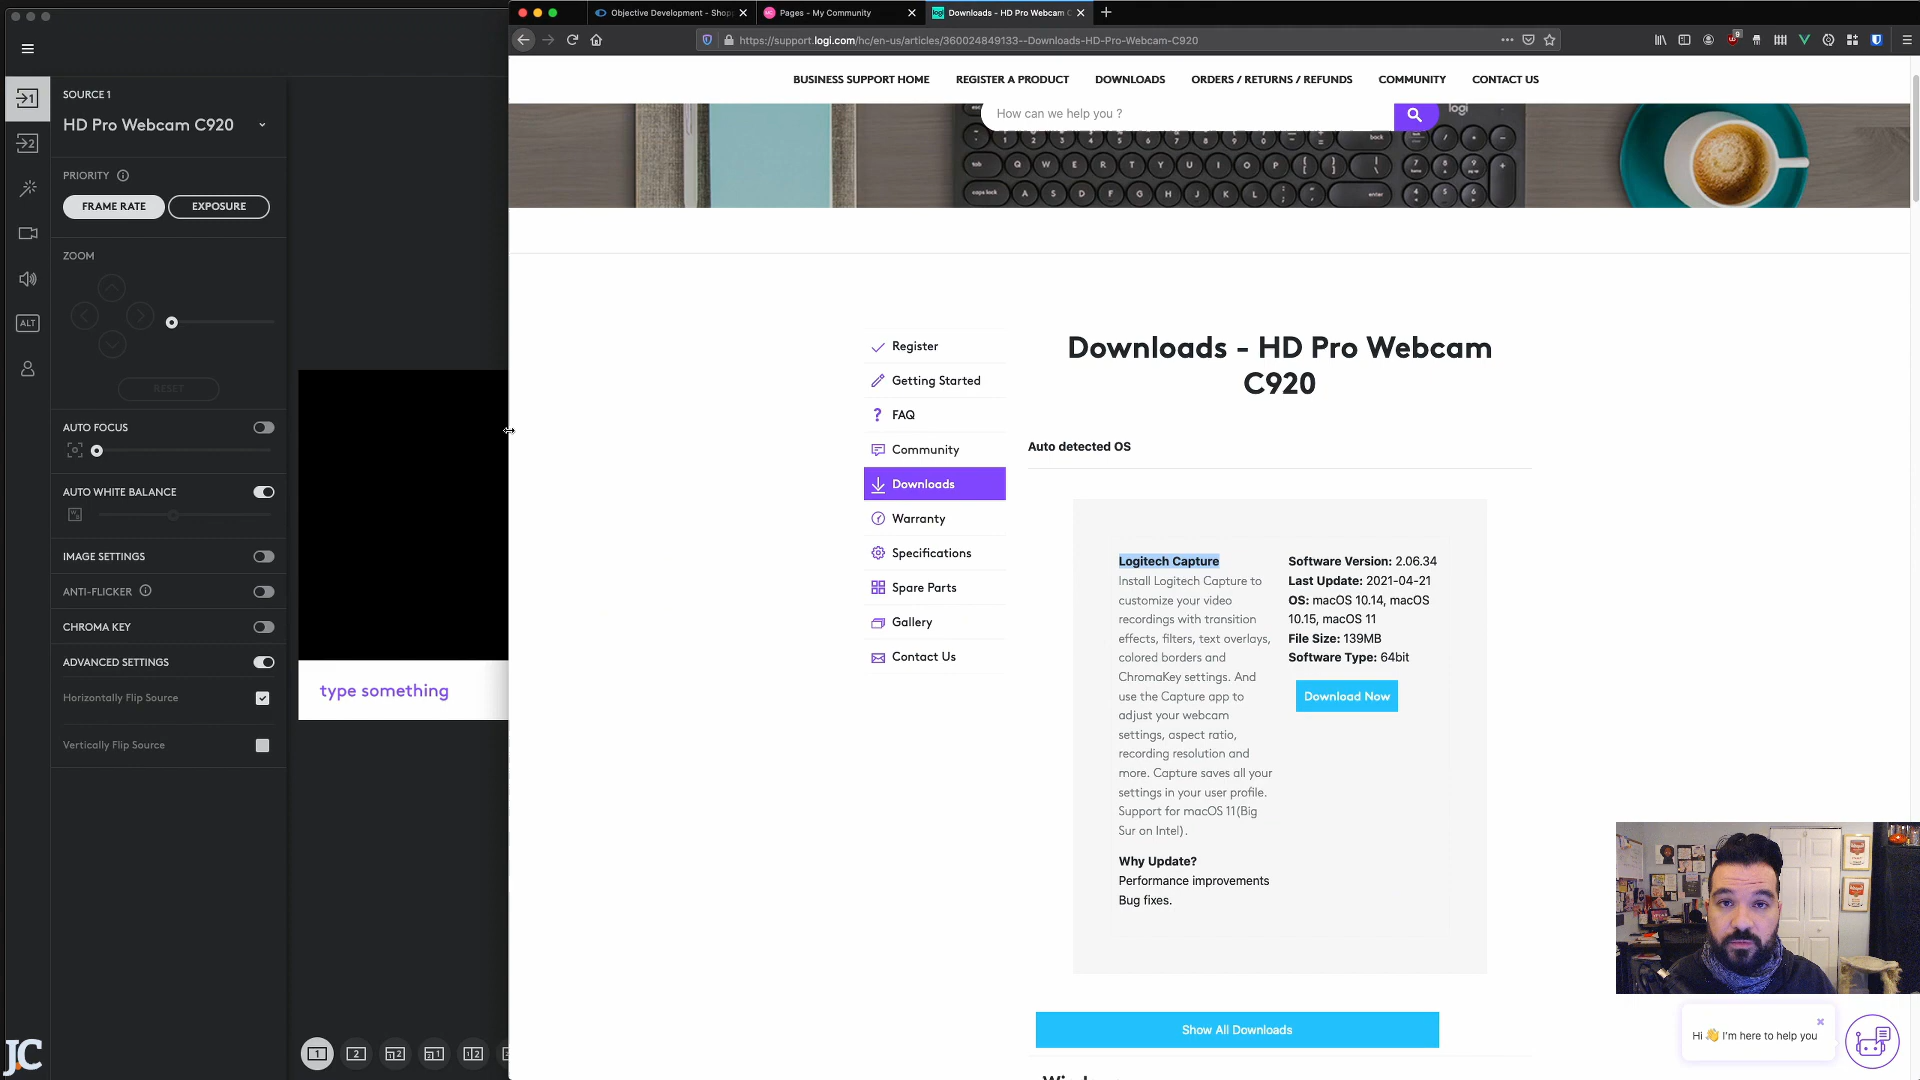 SOURCE 1
HD Pro Webcam C920
PRIORITY
FRAME RATE
EXPOSURE
ZOOM
RESET
AUTO FOCUS
AUTO WHITE BALANCE
IMAGE SETTINGS
ANTI-FLICKER
CHROMA KEY
ADVANCED SETTINGS
Horizontally Flip Source
Vertically Flip Source
ALT
type something
JC
Objective Development - Shop
Pages - My Community
Downloads - HD Pro Webcam C
https://support.logi.com/hc/en-us/articles/360024849133--Downloads-HD-Pro-Webcam-C920
BUSINESS SUPPORT HOME
REGISTER A PRODUCT
DOWNLOADS
ORDERS / RETURNS / REFUNDS
COMMUNITY
CONTACT US
How can we help you ?
logi
Register
Getting Started
FAQ
Community
Downloads
Warranty
Specifications
Spare Parts
Gallery
Contact Us
Downloads - HD Pro Webcam
C920
Auto detected OS
Logitech Capture
Install Logitech Capture to
customize your video
recordings with transition
effects, filters, text overlays,
colored borders and
ChromaKey settings. And
use the Capture app to
adjust your webcam
settings, aspect ratio,
recording resolution and
more. Capture saves all your
settings in your user profile.
Support for macOS 11(Big
Sur on Intel).
Why Update?
Performance improvements
Bug fixes.
Software Version: 2.06.34
Last Update: 2021-04-21
OS: macOS 10.14, macOS
10.15, macOS 11
File Size: 139MB
Software Type: 64bit
Download Now
Show All Downloads
Hi 👋 I'm here to help you